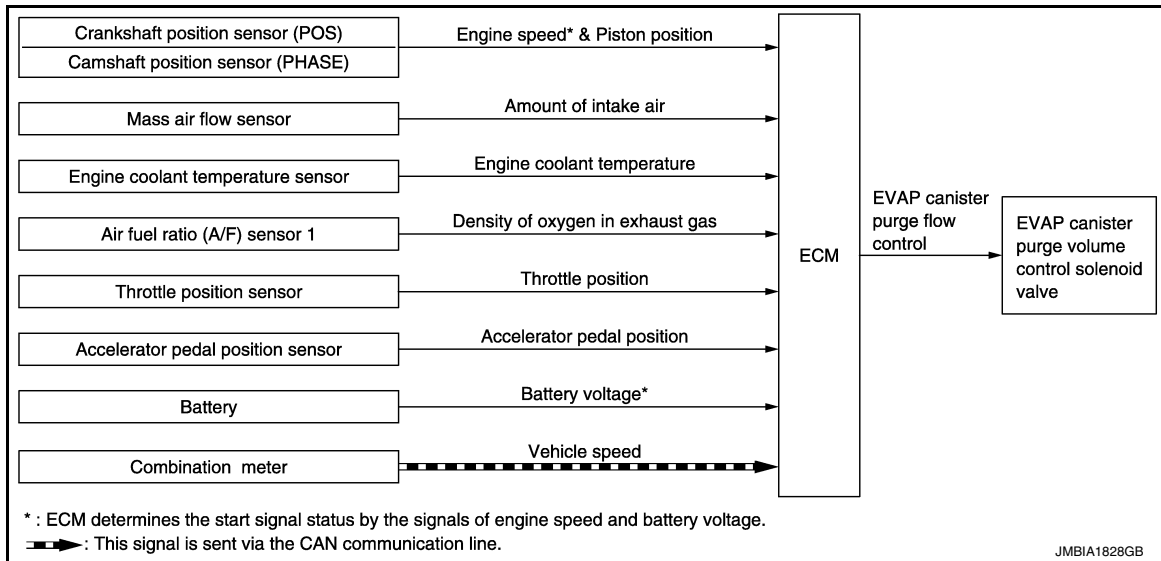 Crankshaft position sensor (POS)
Camshaft position sensor (PHASE)
Engine speed* & Piston position
Mass air flow sensor
Amount of intake air
Engine coolant temperature sensor
Engine coolant temperature
Air fuel ratio (A/F) sensor 1
Density of oxygen in exhaust gas
Throttle position sensor
Throttle position
Accelerator pedal position sensor
Accelerator pedal position
Battery
Battery voltage*
Combination meter
Vehicle speed
ECM
EVAP canister
purge flow
control
EVAP canister
purge volume
control solenoid
valve
* : ECM determines the start signal status by the signals of engine speed and battery voltage.
: This signal is sent via the CAN communication line.
JMBIA1828GB